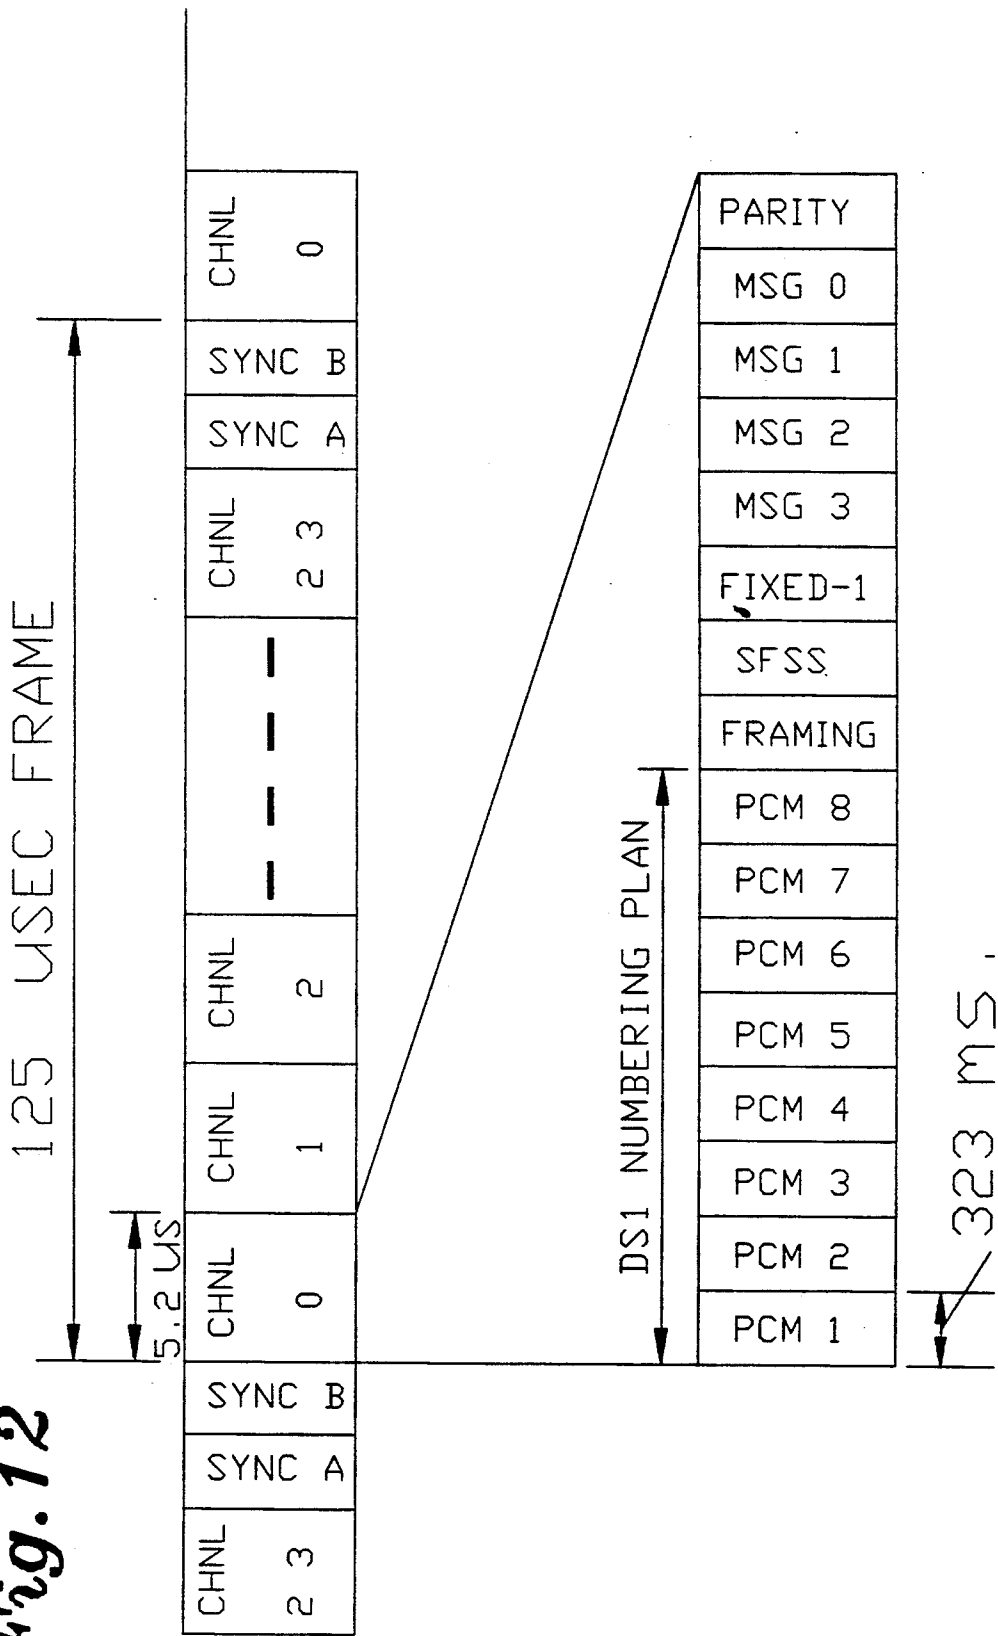 Fig. 12
125 USEC FRAME
5.2 US
CHNL 0
SYNC B
SYNC A
CHNL 23
CHNL 2
CHNL 1
CHNL 0
SYNC B
SYNC A
CHNL 23
PARITY
MSG 0
MSG 1
MSG 2
MSG 3
FIXED-1
SFSS
FRAMING
PCM 8
PCM 7
PCM 6
PCM 5
PCM 4
PCM 3
PCM 2
PCM 1
DS1 NUMBERING PLAN
323 MS.